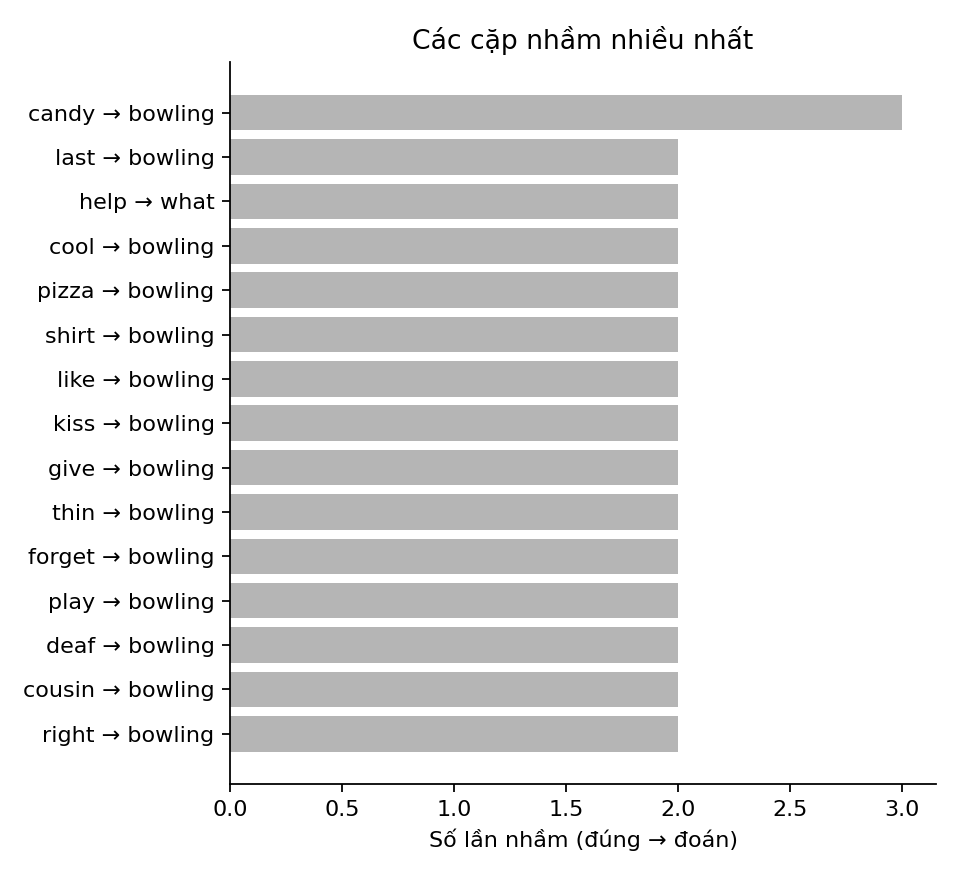 Các cặp nhầm nhiều nhất
candy → bowling
last → bowling
help → what
cool → bowling
pizza → bowling
shirt → bowling
like → bowling
kiss → bowling
give → bowling
thin → bowling
forget → bowling
play → bowling
deaf → bowling
cousin → bowling
right → bowling
0.0 0.5 1.0 1.5 2.0 2.5 3.0
Số lần nhầm (đúng → đoán)